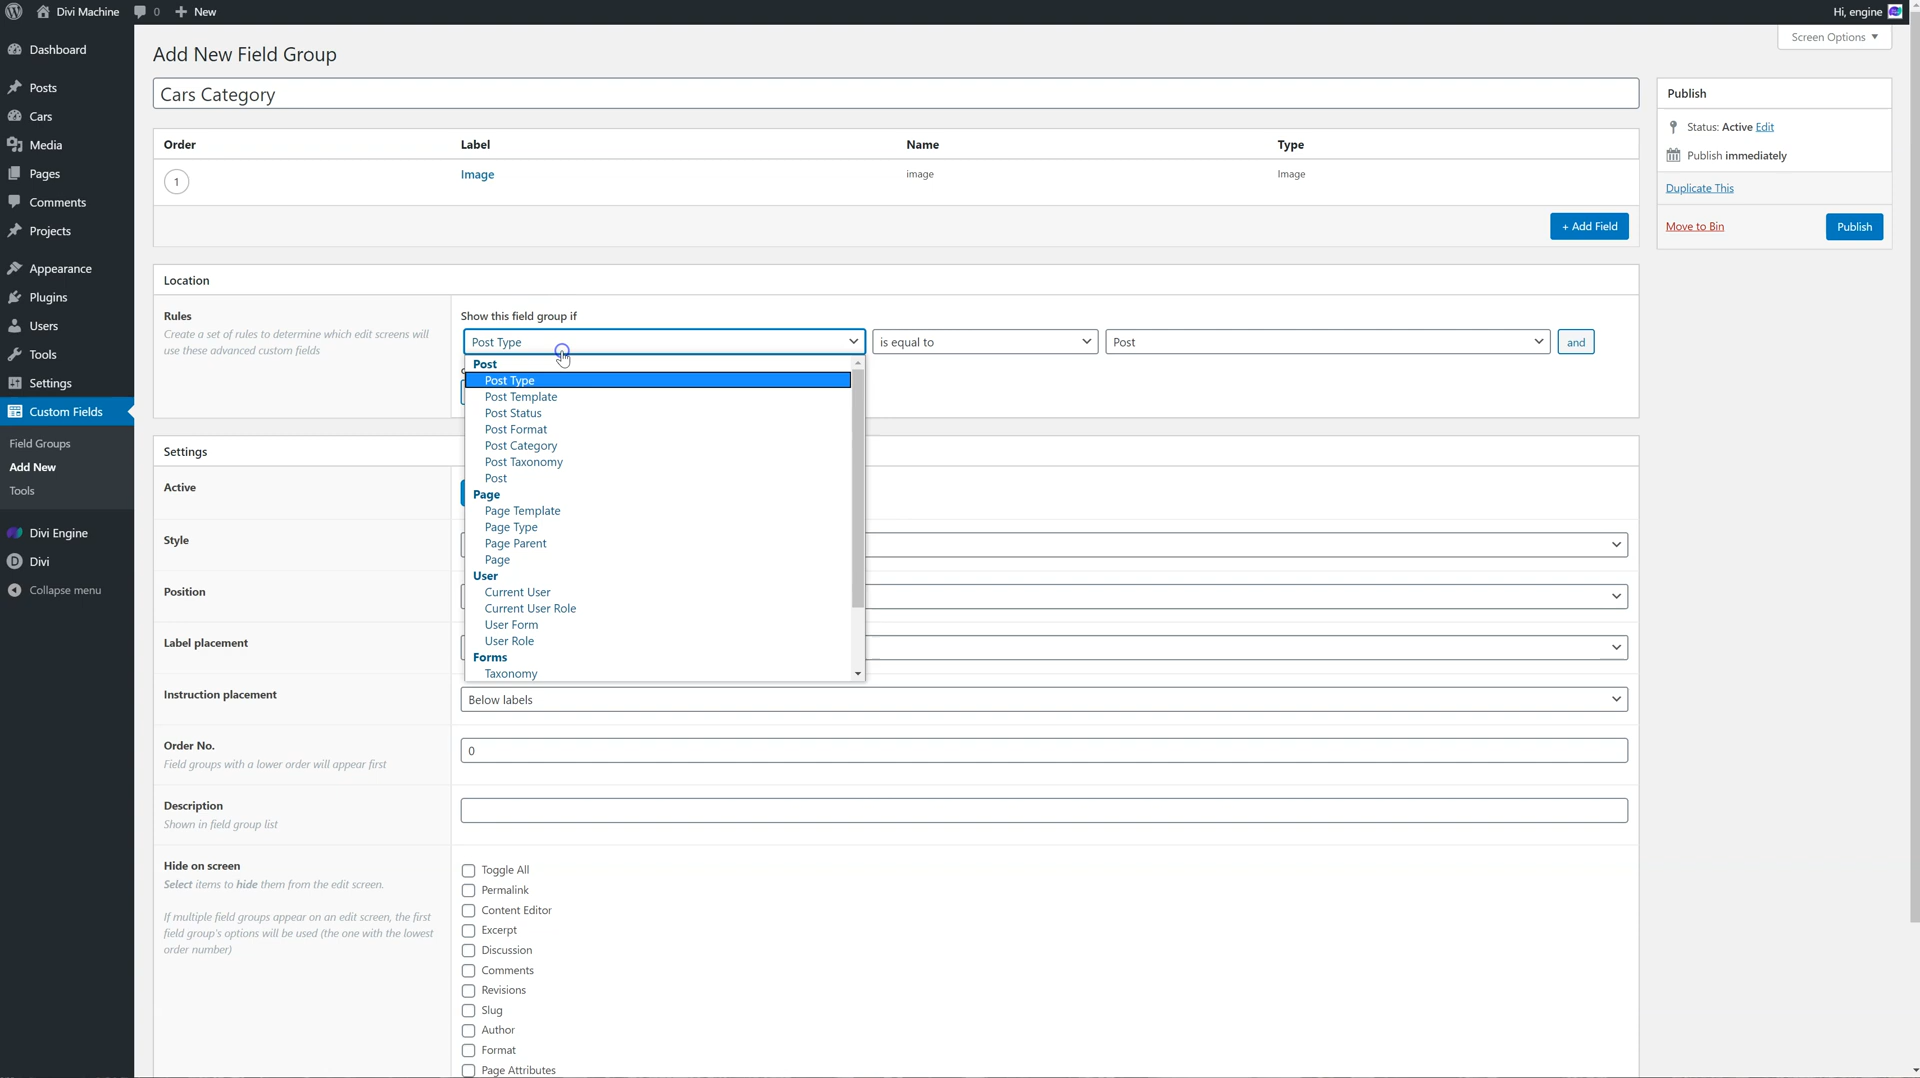 Divi Machine
0
New
Hi, engine
Screen Options
Dashboard
Posts
Cars
Media
Pages
Comments
Projects
Appearance
Plugins
Users
Tools
Settings
Custom Fields
Field Groups
Add New
Tools
Divi Engine
D
Divi
Collapse menu
Add New Field Group
Cars Category
Order
Label
Name
Type
1
Image
image
Image
+ Add Field
Publish
Status: Active Edit
Publish immediately
Duplicate This
Move to Bin
Publish
Location
Rules
Create a set of rules to determine which edit screens will
use these advanced custom fields
Show this field group if
Post Type
is equal to
Post
and
Post
Post Type
Post Template
Post Status
Post Format
Post Category
Post Taxonomy
Post
Page
Page Template
Page Type
Page Parent
Page
User
Current User
Current User Role
User Form
User Role
Forms
Taxonomy
Settings
Active
Style
Position
Label placement
Instruction placement
Below labels
Order No.
Field groups with a lower order will appear first
0
Description
Shown in field group list
Hide on screen
Select items to hide them from the edit screen.
If multiple field groups appear on an edit screen, the first
field group's options will be used (the one with the lowest
order number)
Toggle All
Permalink
Content Editor
Excerpt
Discussion
Comments
Revisions
Slug
Author
Format
Page Attributes